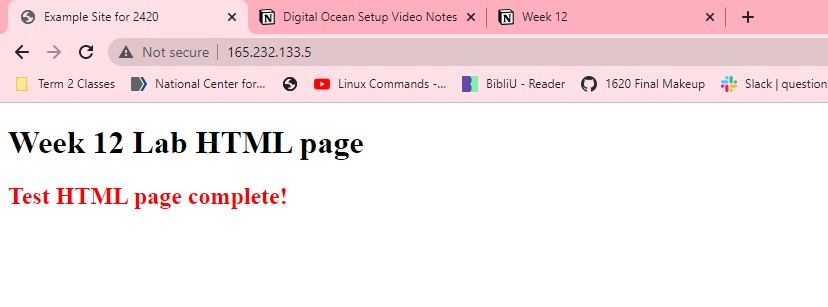 Example Site for 2420
Digital Ocean Setup Video Notes
Week 12
Not secure
165.232.133.5
Term 2 Classes
National Center for...
Linux Commands -...
BibliU - Reader
1620 Final Makeup
Slack | question
Week 12 Lab HTML page
Test HTML page complete!